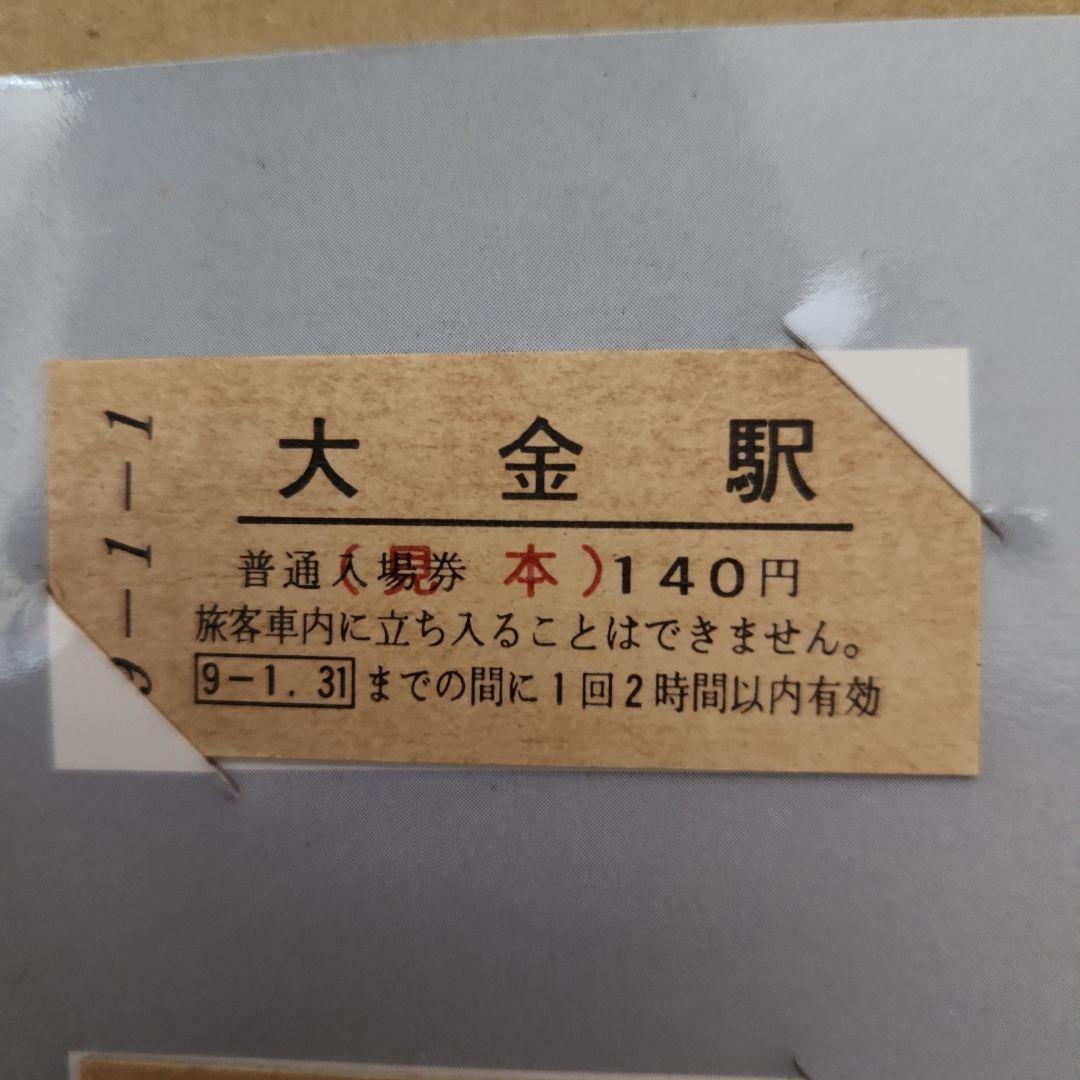 9-1-1
大金駅
普通入場券（見本）140円
旅客車内に立ち入ることはできません。
9-1.31までの間に1回2時間以内有効